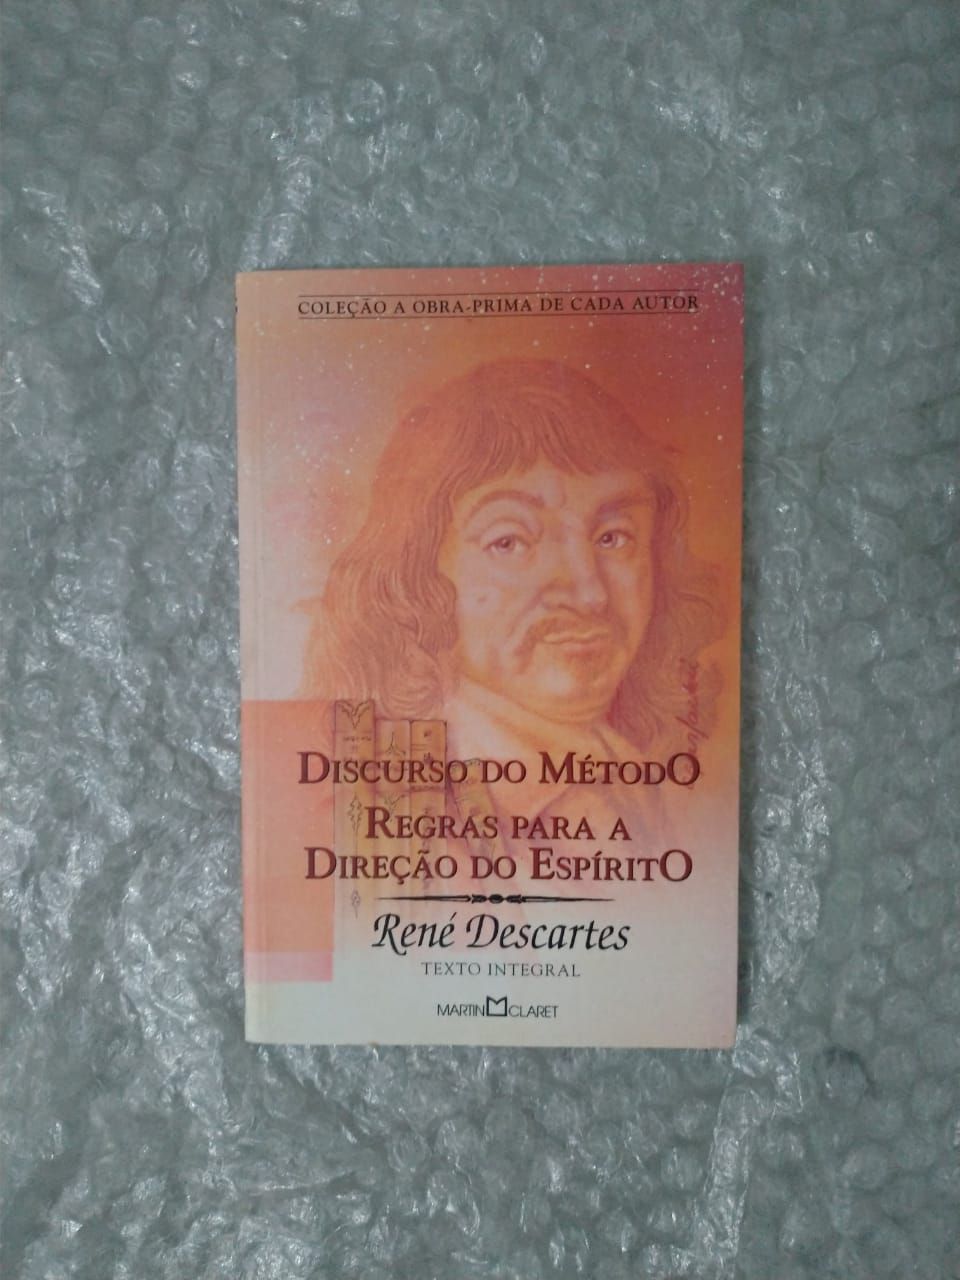 COLEÇÃO A OBRA-PRIMA DE CADA AUTOR
DISCURSO DO MÉTODO
REGRAS PARA A
DIREÇÃO DO ESPÍRITO
René Descartes
TEXTO INTEGRAL
MARTIN CLARET